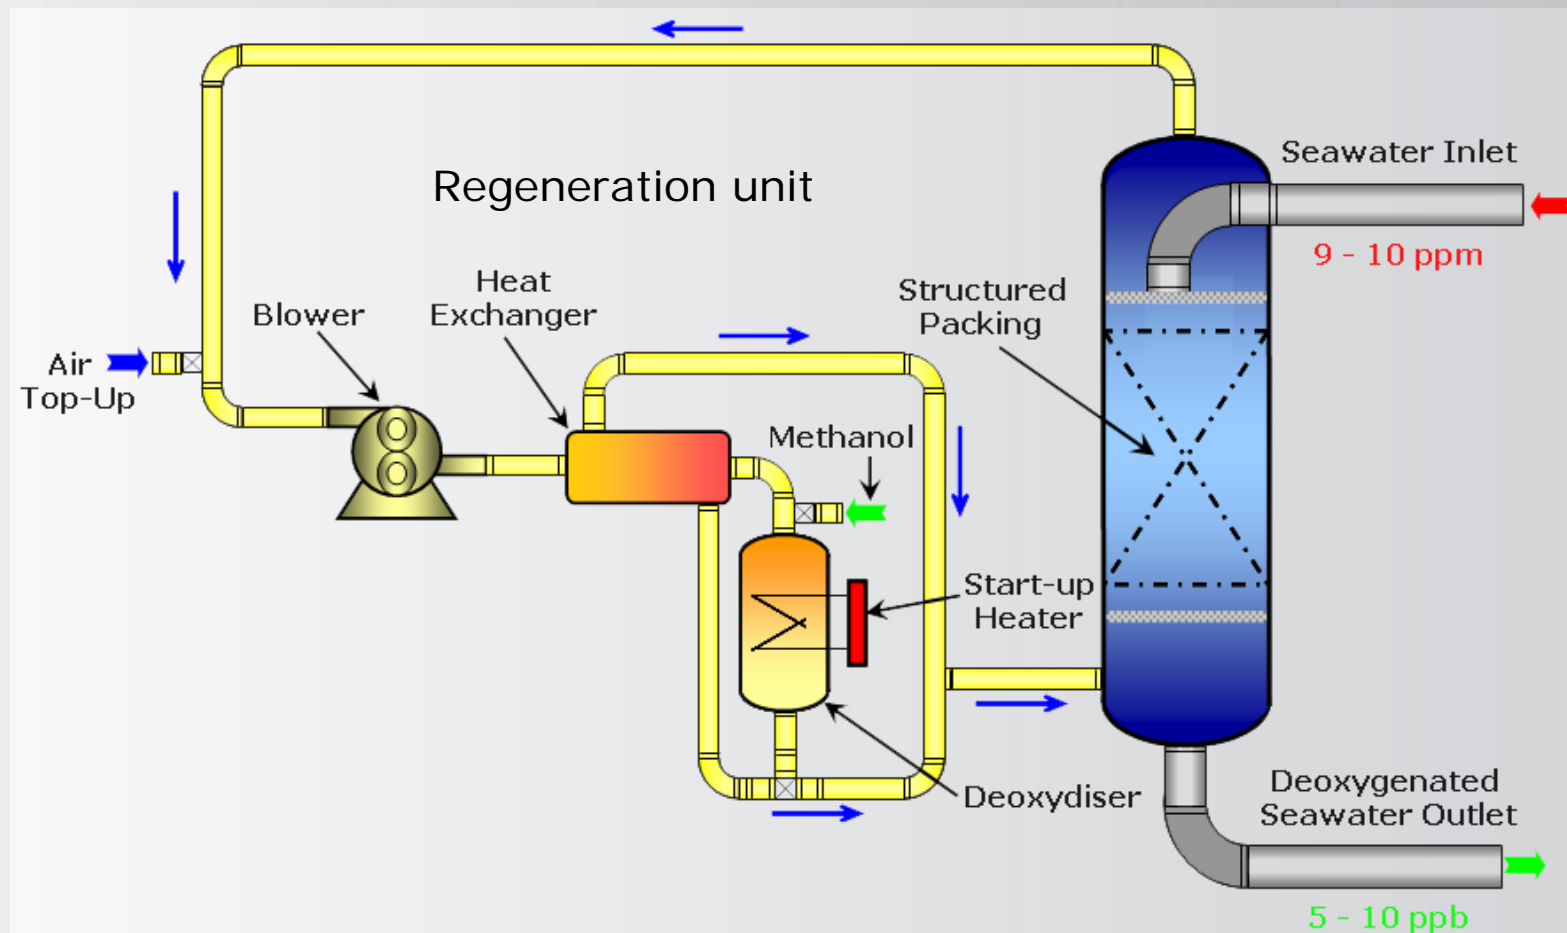 Regeneration unit
Seawater Inlet
9 - 10 ppm
Heat
Exchanger
Blower
Structured
Packing
Air
Top-Up
Methanol
Start-up
Heater
Deoxydiser
Deoxygenated
Seawater Outlet
5 - 10 ppb